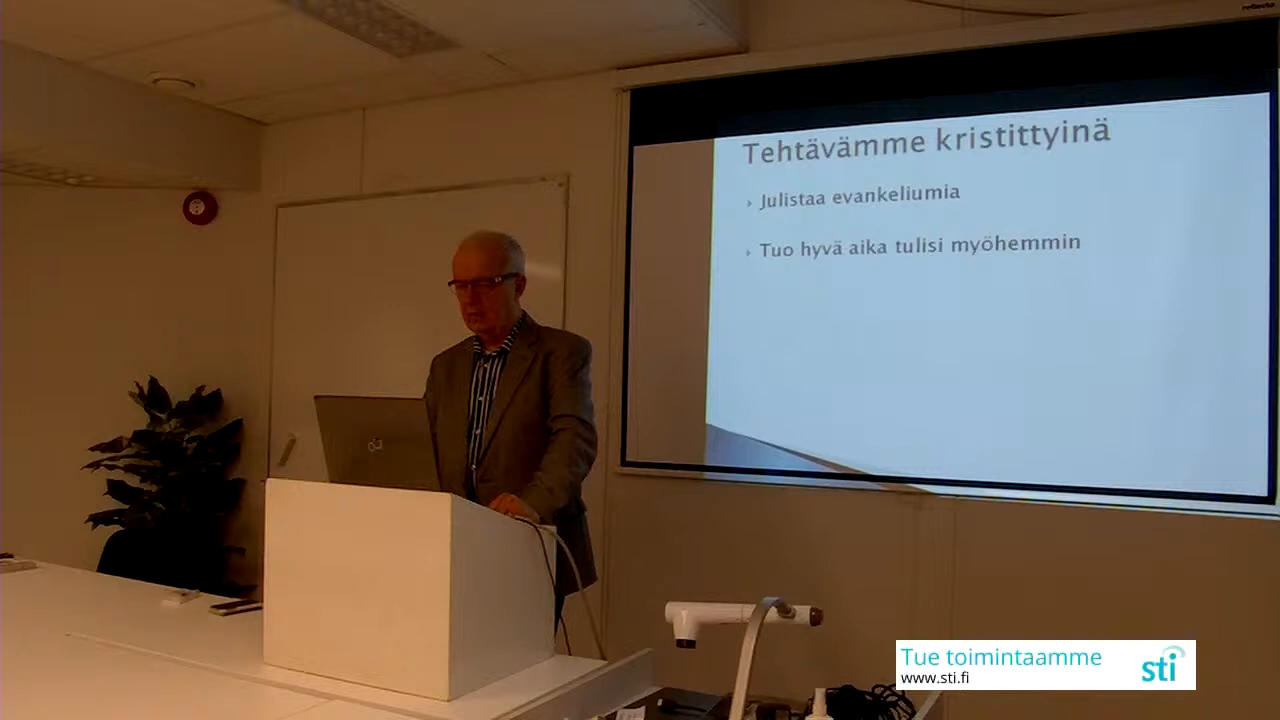 Tehtävämme kristittyinä
Julistaa evankeliumia
Tuo hyvä aika tulisi myöhemmin
Tue toimintaamme
www.sti.fi
sti